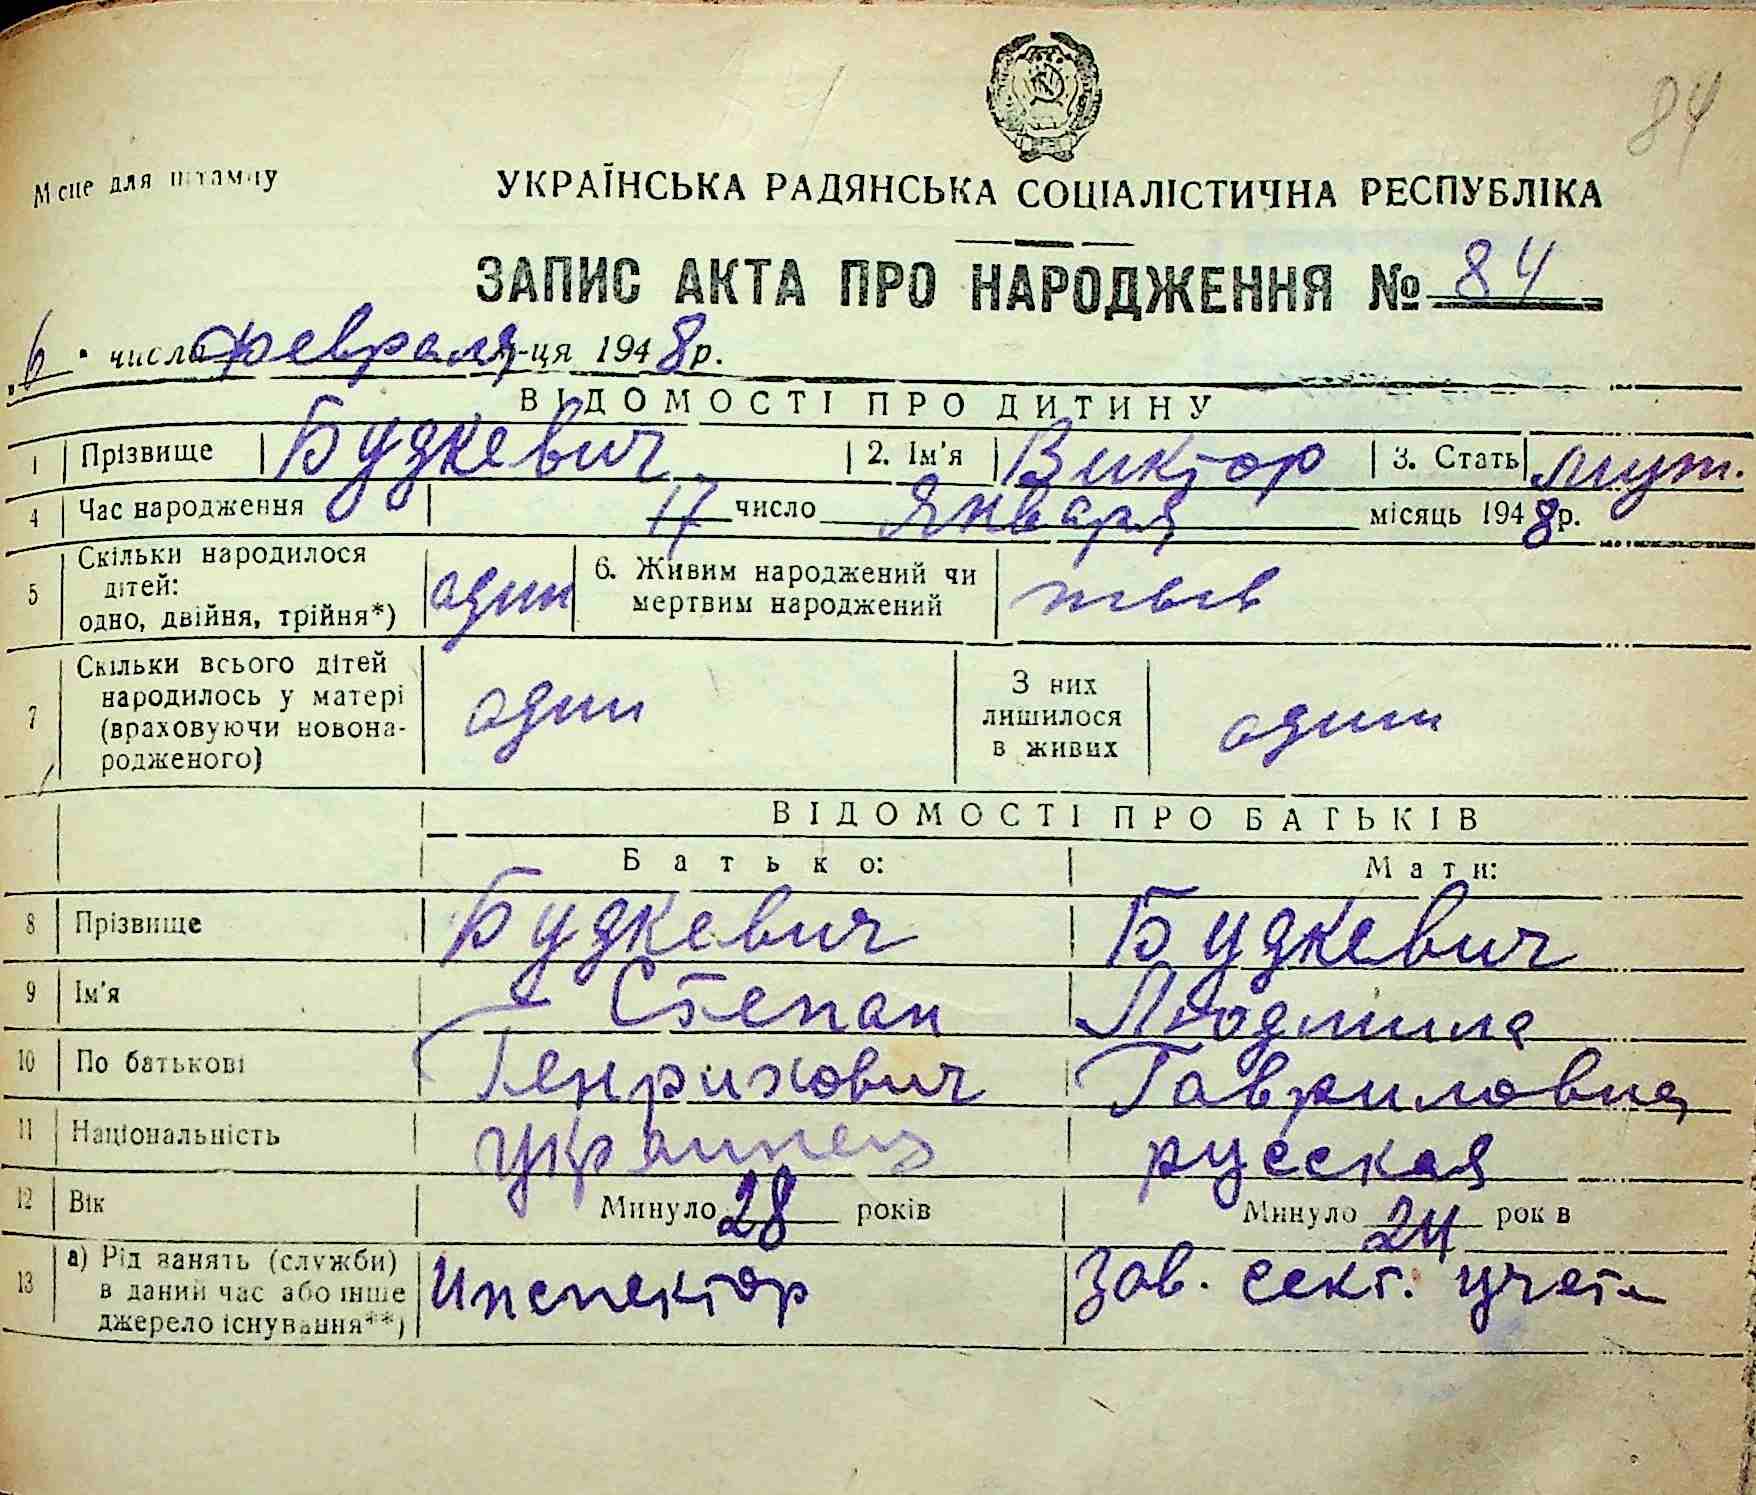 84
Місце для штампу
УКРАЇНСЬКА РАДЯНСЬКА СОЦІАЛІСТИЧНА РЕСПУБЛІКА
ЗАПИС АКТА ПРО НАРОДЖЕННЯ № 84
„6" числа февраля м-ця 1948 р.
ВІДОМОСТІ ПРО ДИТИНУ
1 Прізвище Будкевич 2. Ім'я Виктор 3. Стать муж.
4 Час народження 17 число Января місяць 1948 р.
5 Скільки народилося дітей: одно, двійня, трійня*) один 6. Живим народжений чи мертвим народжений
7 Скільки всього дітей народилось у матері (враховуючи новонародженого) один З них лишилося в живих один
ВІДОМОСТІ ПРО БАТЬКІВ
Батько: Мати:
8 Прізвище Будкевич Будкевич
9 Ім'я Степан Людмила
10 По батькові Генрихович Гавриловна
11 Національність украинец русская
12 Вік Минуло 28 років Минуло 24 рок в
13 а) Рід занять (служби) в даний час або інше джерело існування**) Инспектор Зав. сект. учета